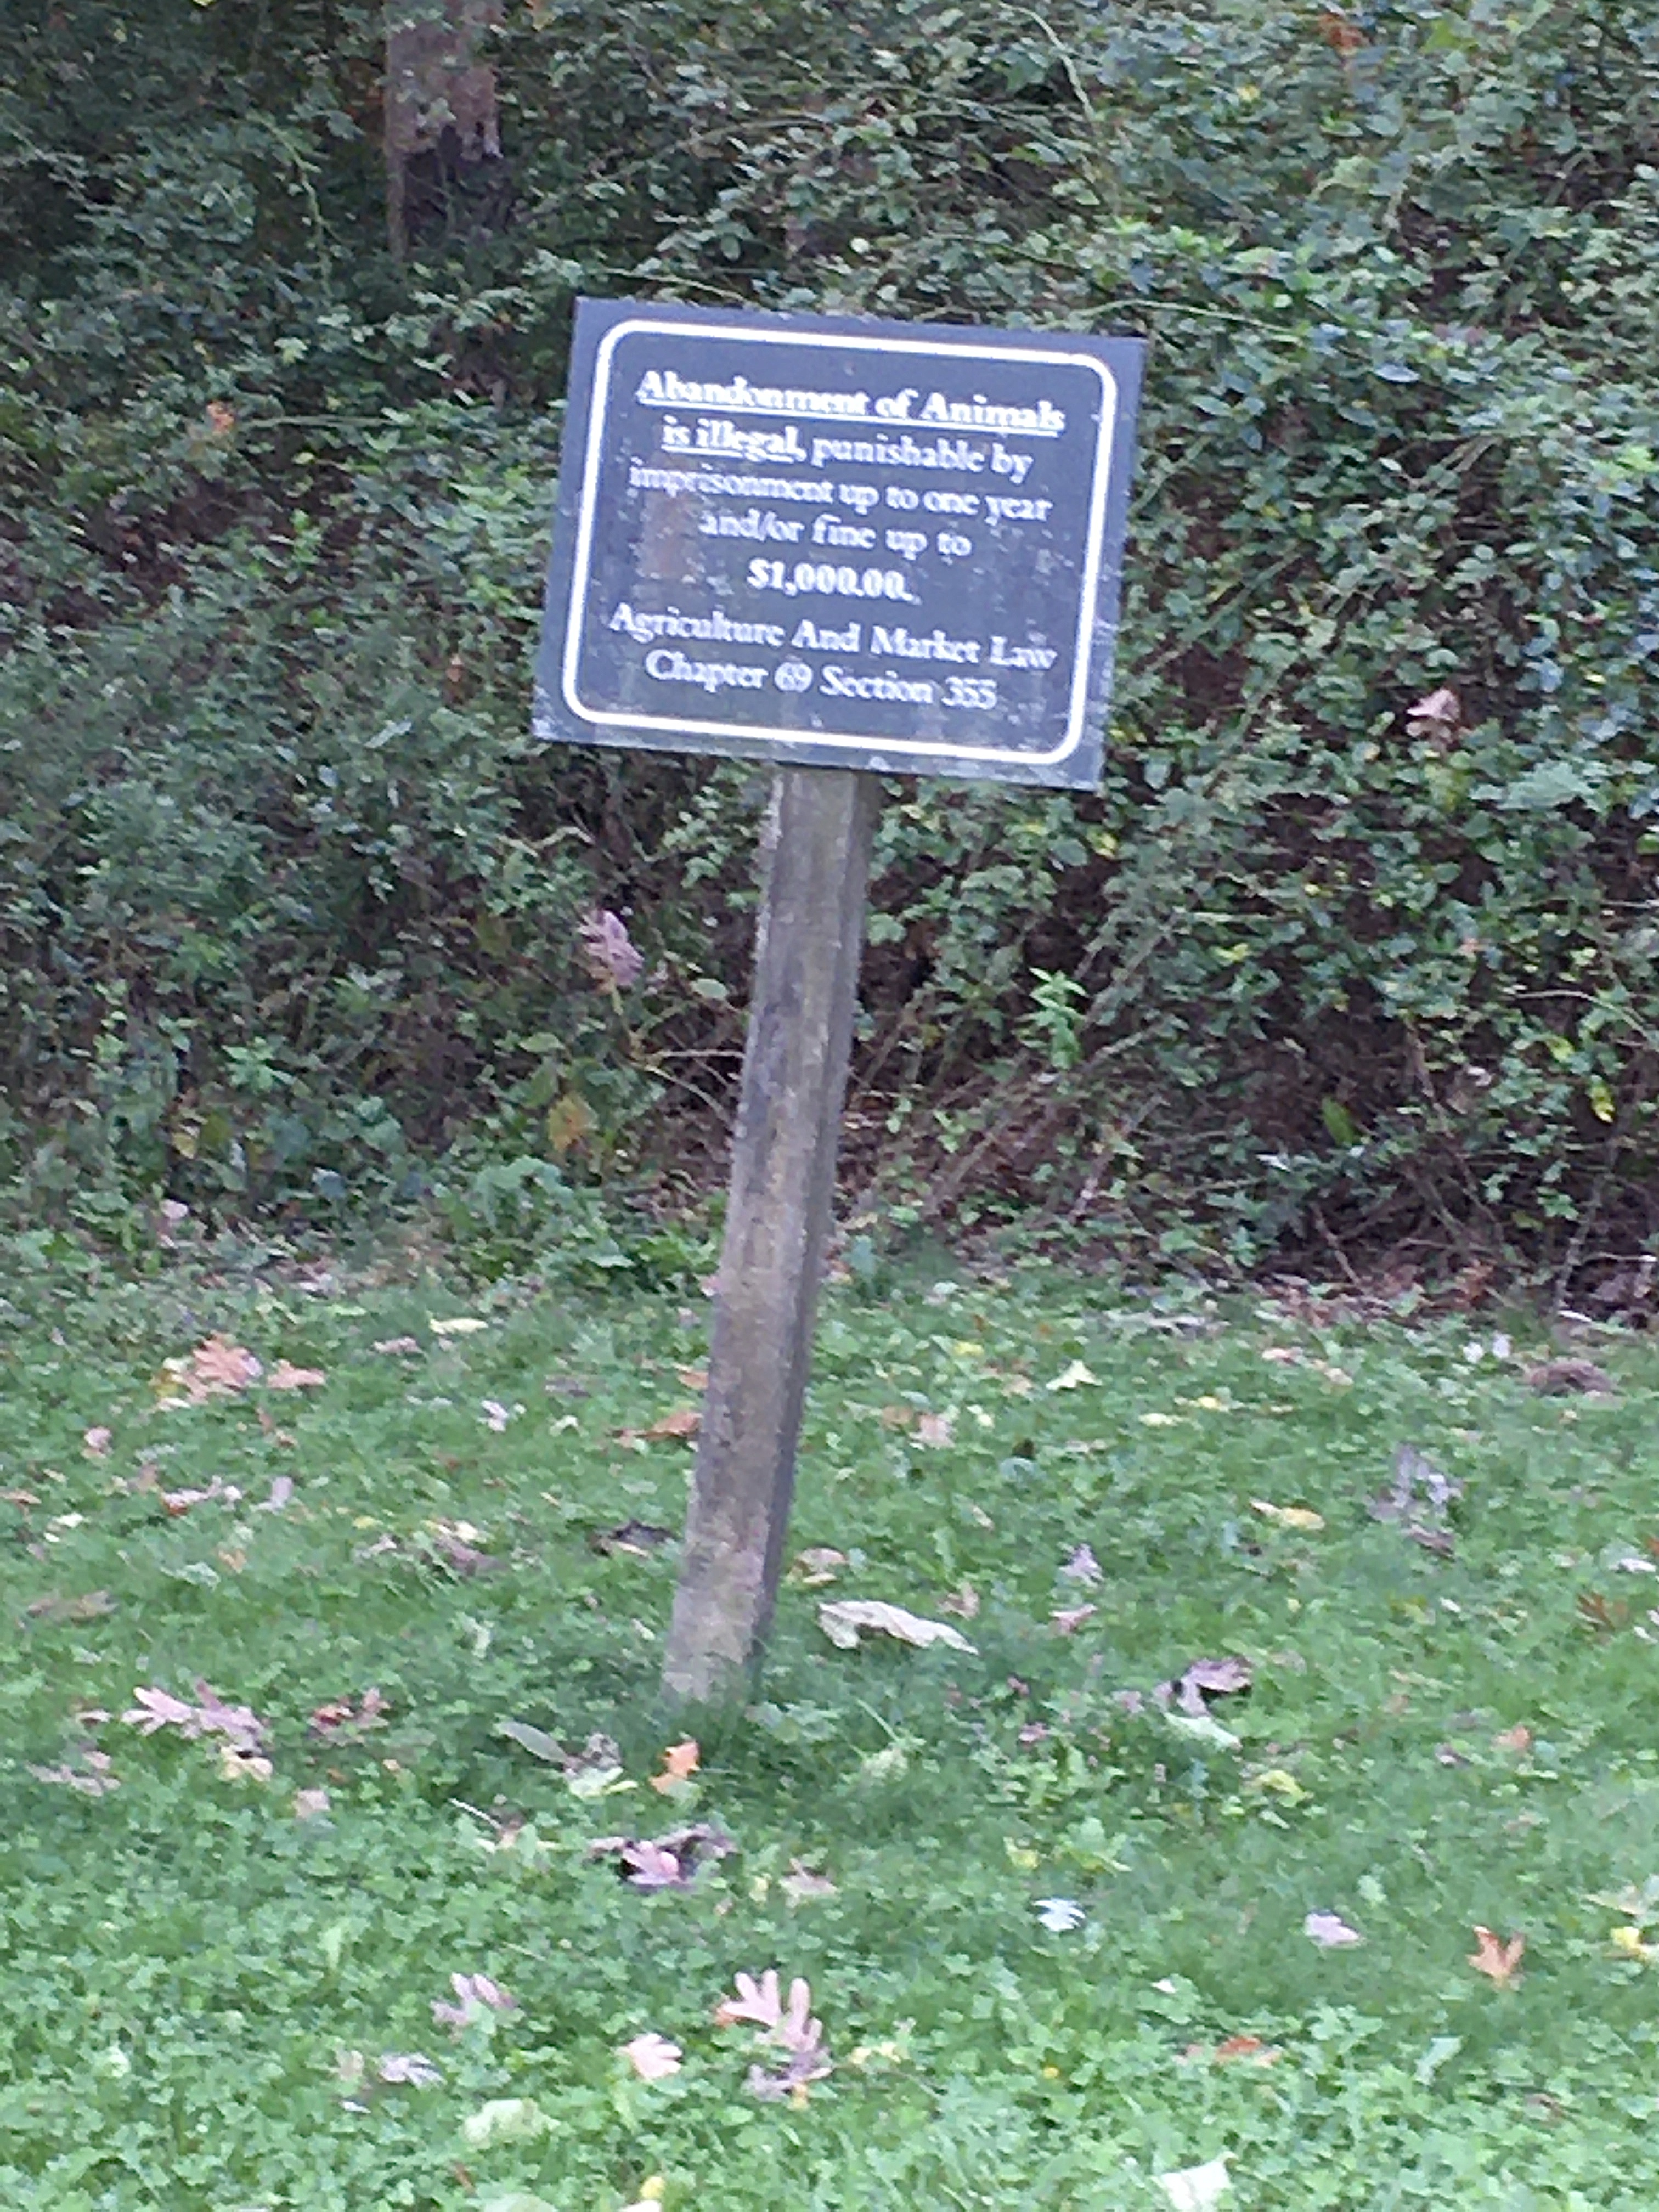 Abandonment of Animals
is illegal, punishable by
imprisonment up to one year
and/or fine up to
$1,000.00.
Agriculture And Market Law
Chapter 69 Section 355